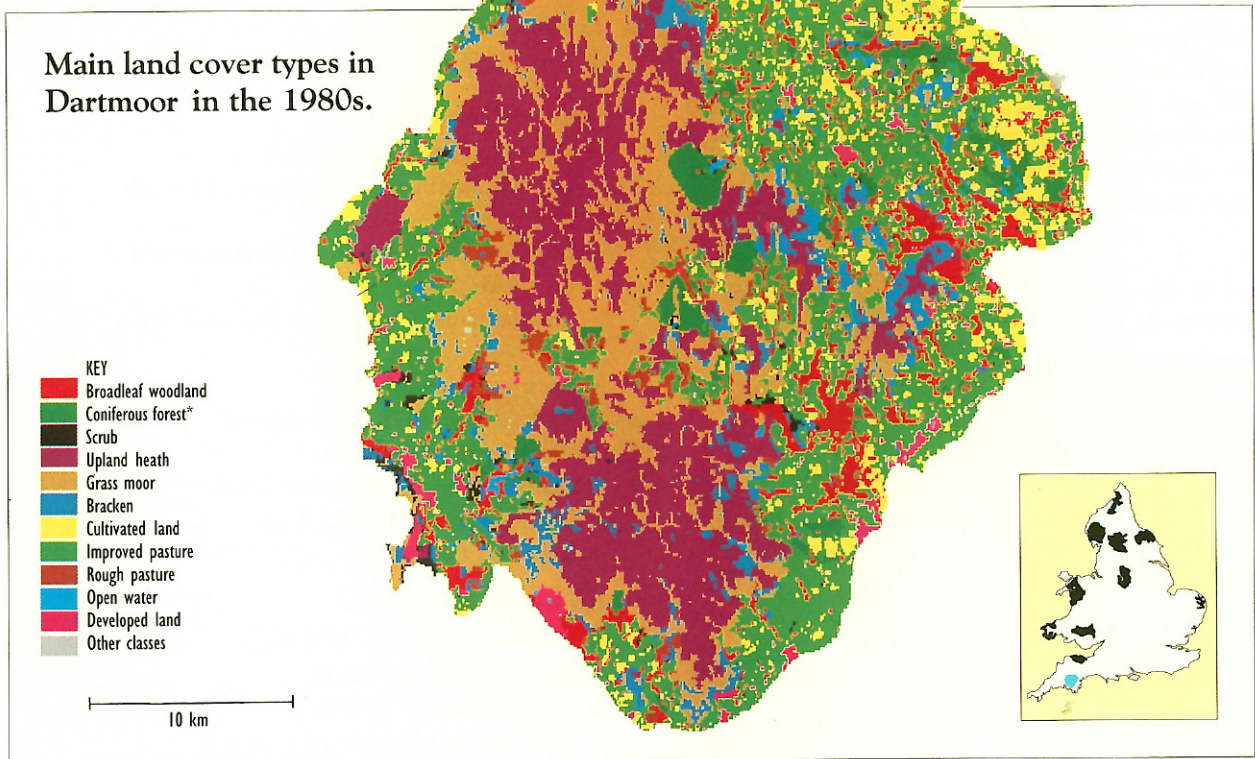 Main land cover types in
Dartmoor in the 1980s.
KEY
Broadleaf woodland
Coniferous forest*
Scrub
Upland heath
Grass moor
Bracken
Cultivated land
Improved pasture
Rough pasture
Open water
Developed land
Other classes
10 km